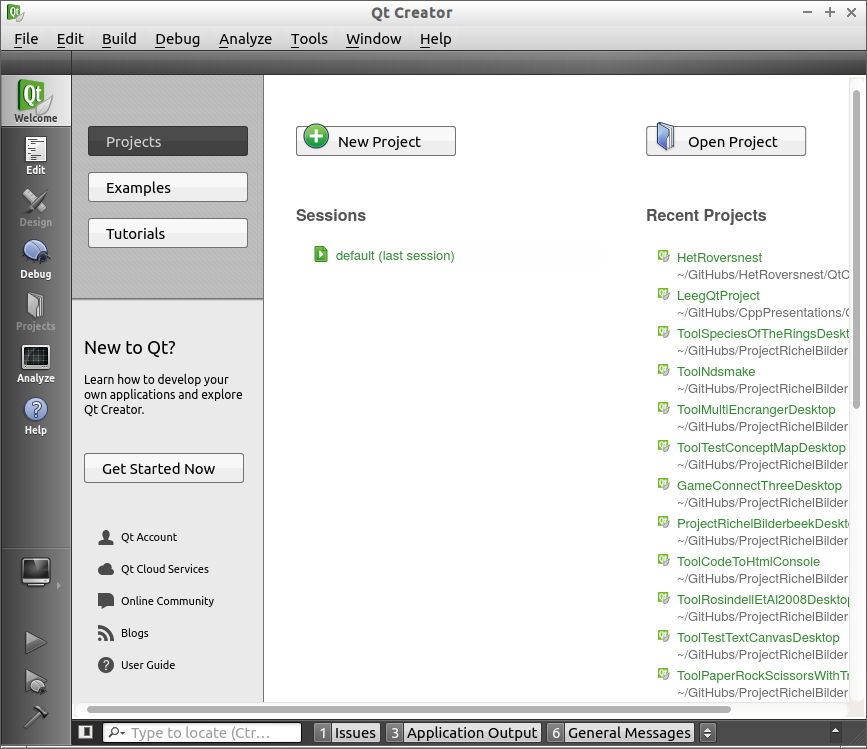 Qt Creator
File Edit Build Debug Analyze Tools Window Help
Qt
Welcome
Edit
Design
Debug
Projects
Analyze
Help
Projects
Examples
Tutorials
New to Qt?
Learn how to develop your
own applications and explore
Qt Creator.
Get Started Now
Qt Account
Qt Cloud Services
Online Community
Blogs
User Guide
New Project
Open Project
Sessions
default (last session)
Recent Projects
HetRoversnest
~/GitHubs/HetRoversnest/QtC
LeegQtProject
~/GitHubs/CppPresentations/
ToolSpeciesOfTheRingsDeskt
~/GitHubs/ProjectRichelBilder
ToolNdsmake
~/GitHubs/ProjectRichelBilder
ToolMultiEncrangerDesktop
~/GitHubs/ProjectRichelBilder
ToolTestConceptMapDesktop
~/GitHubs/ProjectRichelBilder
GameConnectThreeDesktop
~/GitHubs/ProjectRichelBilder
ProjectRichelBilderbeekDeskt
~/GitHubs/ProjectRichelBilder
ToolCodeToHtmlConsole
~/GitHubs/ProjectRichelBilder
ToolRosindellEtAl2008Desktop
~/GitHubs/ProjectRichelBilder
ToolTestTextCanvasDesktop
~/GitHubs/ProjectRichelBilder
ToolPaperRockScissorsWithTr
~/GitHubs/ProjectRichelBilder
Type to locate (Ctr... 1 Issues 3 Application Output 6 General Messages